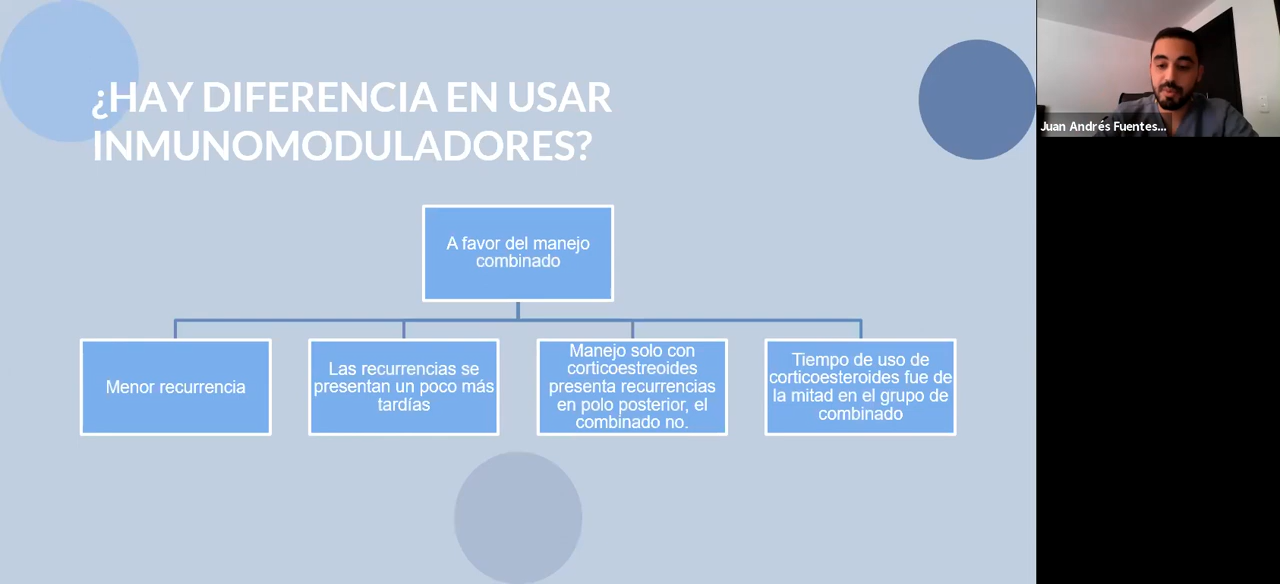 ¿HAY DIFERENCIA EN USAR
INMUNOMODULADORES?
A favor del manejo
combinado
Menor recurrencia
Las recurrencias se
presentan un poco más
tardías
Manejo solo con
corticoestreoides
presenta recurrencias
en polo posterior, el
combinado no.
Tiempo de uso de
corticoesteroides fue de
la mitad en el grupo de
combinado
Juan Andrés Fuentes...